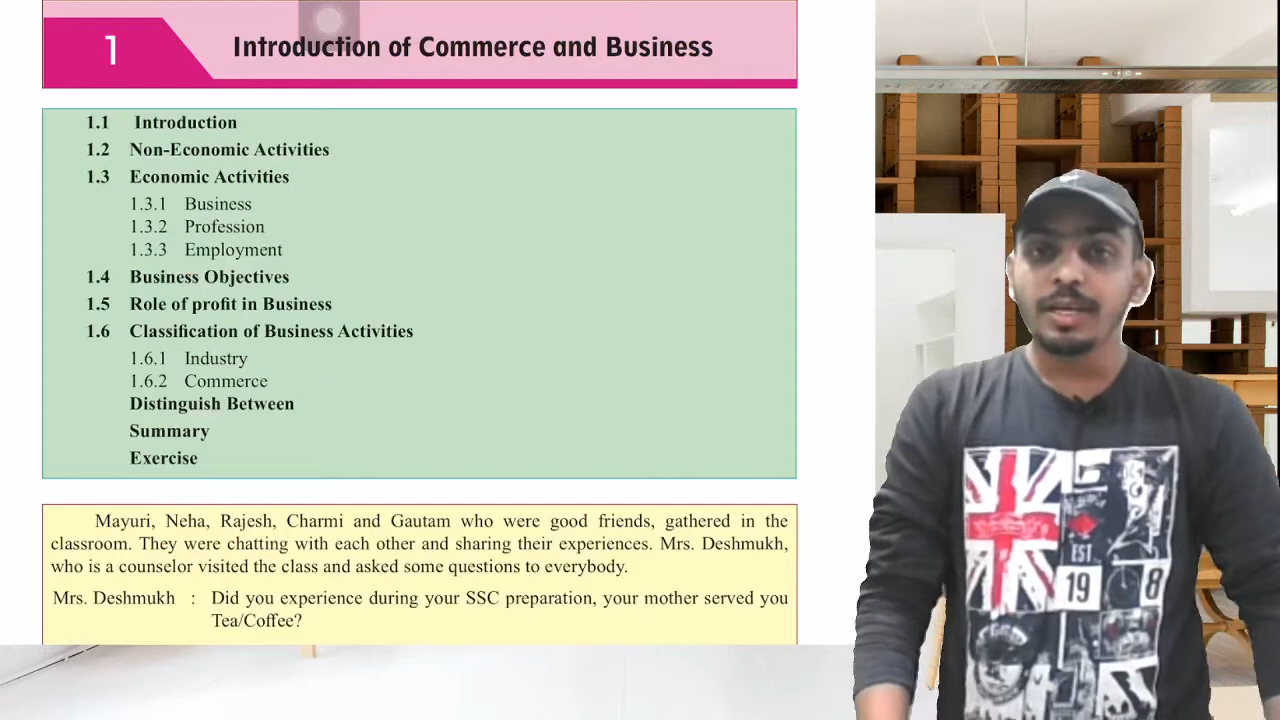 1
Introduction of Commerce and Business
1.1 Introduction
1.2 Non-Economic Activities
1.3 Economic Activities
1.3.1 Business
1.3.2 Profession
1.3.3 Employment
1.4 Business Objectives
1.5 Role of profit in Business
1.6 Classification of Business Activities
1.6.1 Industry
1.6.2 Commerce
Distinguish Between
Summary
Exercise
Mayuri, Neha, Rajesh, Charmi and Gautam who were good friends, gathered in the
classroom. They were chatting with each other and sharing their experiences. Mrs. Deshmukh,
who is a counselor visited the class and asked some questions to everybody.
Mrs. Deshmukh : Did you experience during your SSC preparation, your mother served you
Tea/Coffee?
EST
19 8